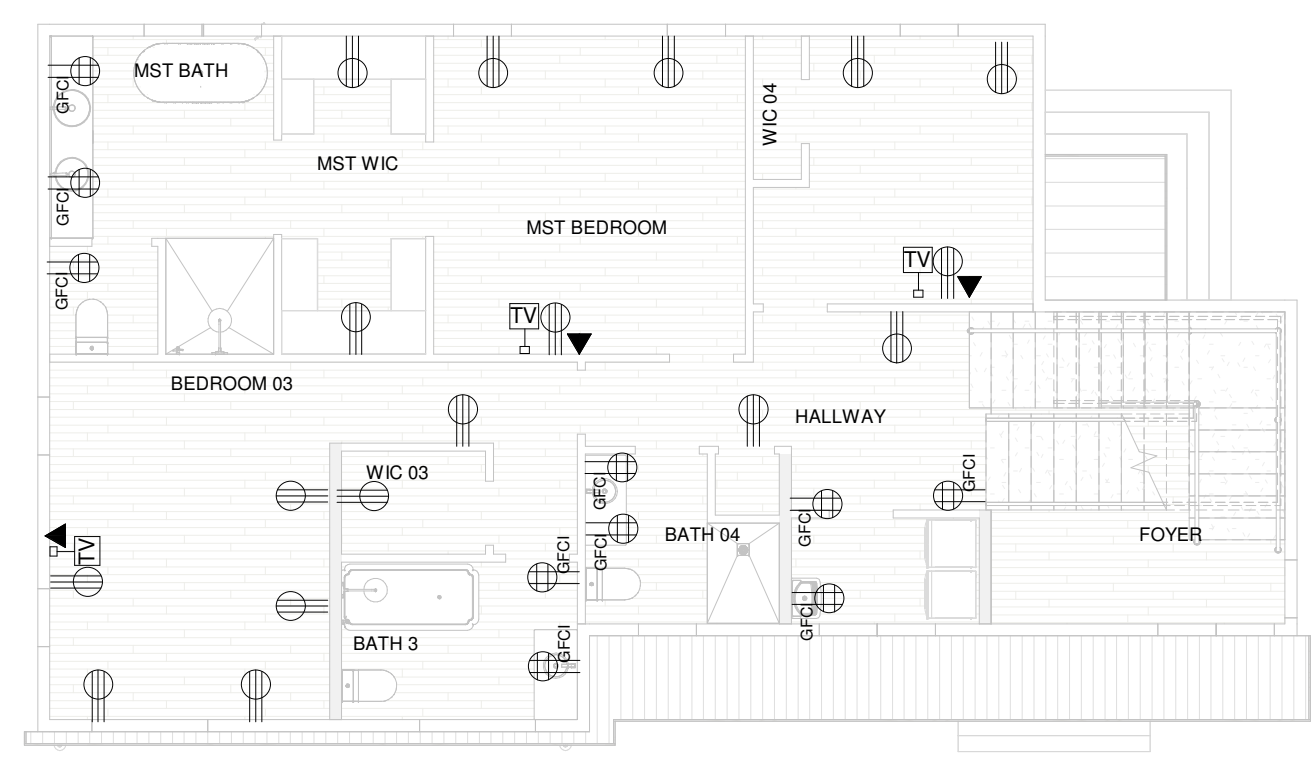 MST BATH
GFCI
WIC 04
MST WIC
GFCI
MST BEDROOM
GFCI
TV
TV
BEDROOM 03
HALLWAY
WIC 03
GFCI
GFCI
GFCI
BATH 04
FOYER
GFCI
GFCI
TV
GFCI
BATH 3
GFCI